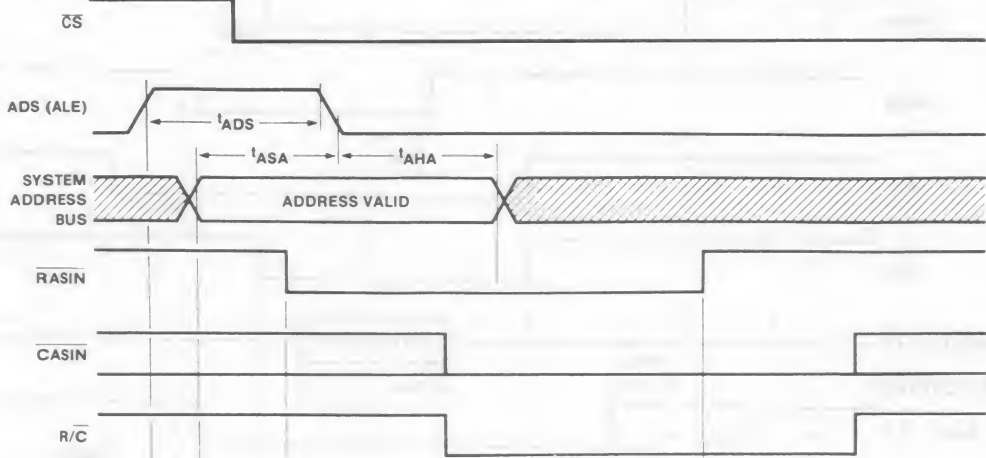 CS
ADS (ALE)
tADS
tASA
tAHA
SYSTEM
ADDRESS
BUS
ADDRESS VALID
RASIN
CASIN
R/C